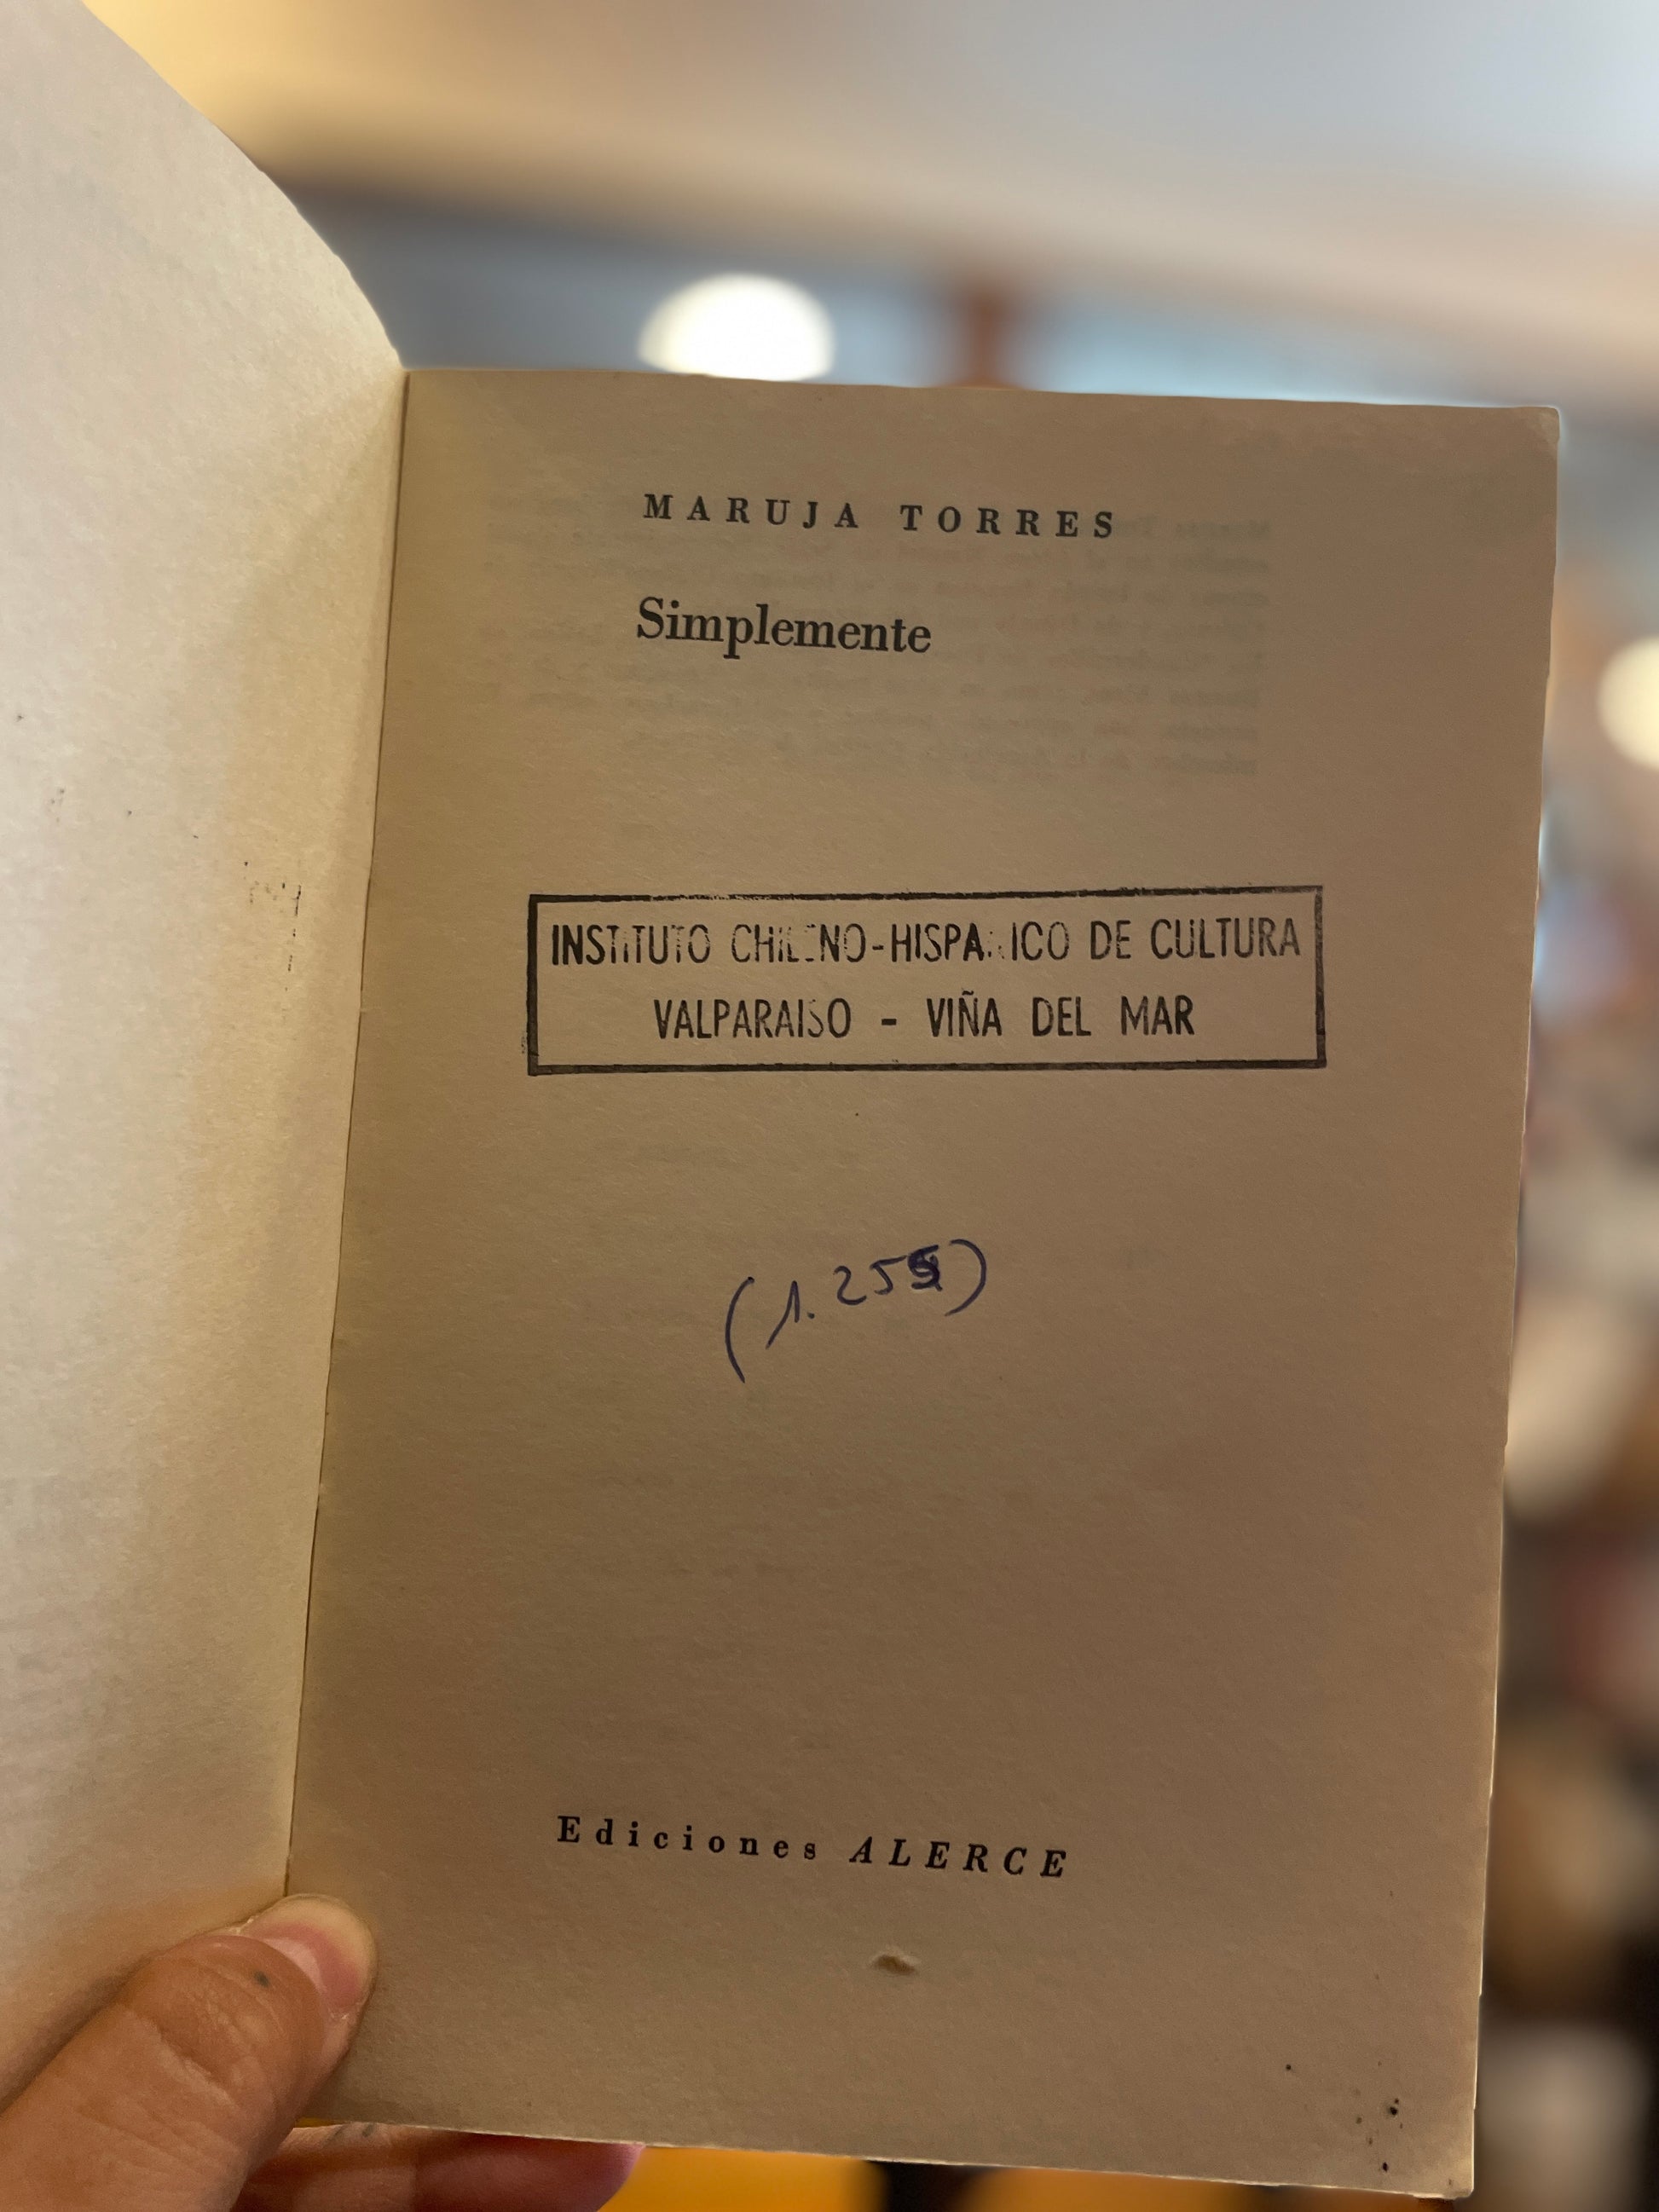 MARUJA TORRES
Simplemente
INSTITUTO CHILENO-HISPANICO DE CULTURA
VALPARAISO - VIÑA DEL MAR
Ediciones ALERCE